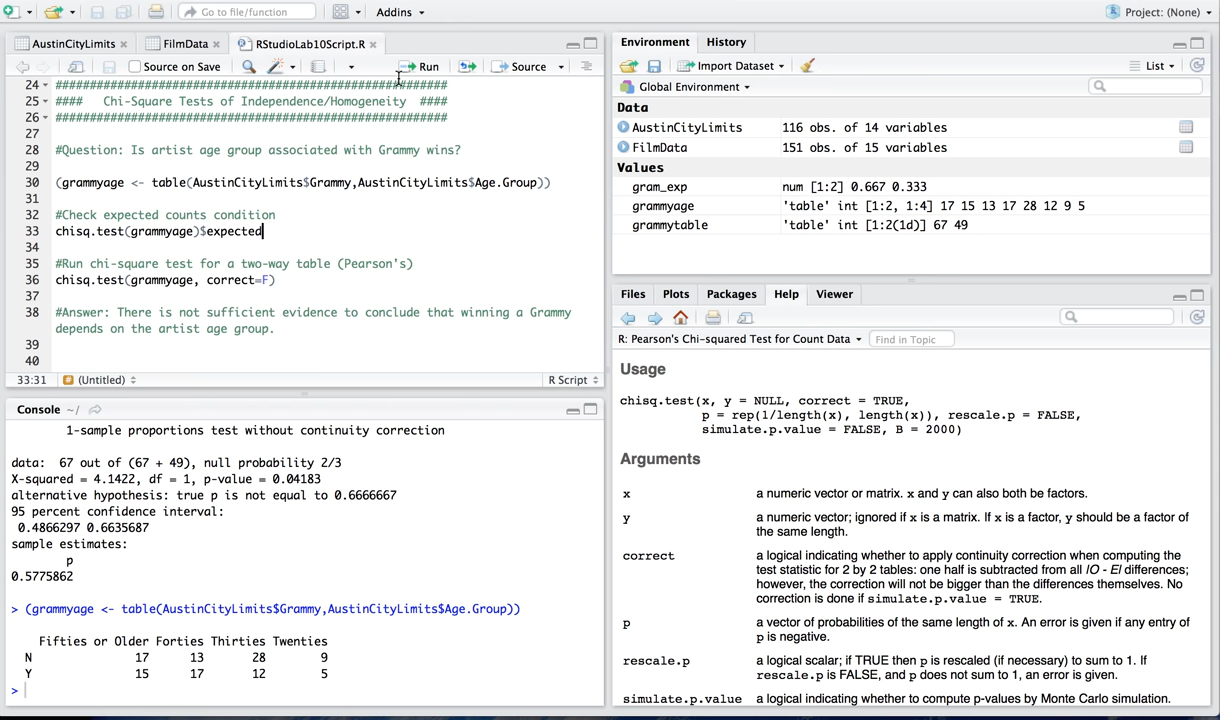 Go to file/function
Addins
Project: (None)
AustinCityLimits
FilmData
RStudioLab10Script.R
Source on Save
Run
Source
24 #########################################################
25 ####   Chi-Square Tests of Independence/Homogeneity  ####
26 #########################################################
27
28 #Question: Is artist age group associated with Grammy wins?
29
30 (grammyage <- table(AustinCityLimits$Grammy,AustinCityLimits$Age.Group))
31
32 #Check expected counts condition
33 chisq.test(grammyage)$expected
34
35 #Run chi-square test for a two-way table (Pearson's)
36 chisq.test(grammyage, correct=F)
37
38 #Answer: There is not sufficient evidence to conclude that winning a Grammy
depends on the artist age group.
39
40
33:31 (Untitled) R Script
Console ~/
1-sample proportions test without continuity correction
data:  67 out of (67 + 49), null probability 2/3
X-squared = 4.1422, df = 1, p-value = 0.04183
alternative hypothesis: true p is not equal to 0.6666667
95 percent confidence interval:
0.4866297 0.6635687
sample estimates:
p
0.5775862
> (grammyage <- table(AustinCityLimits$Grammy,AustinCityLimits$Age.Group))
Fifties or Older Forties Thirties Twenties
N 17 13 28 9
Y 15 17 12 5
>
Environment History
Import Dataset
List
Global Environment
Data
AustinCityLimits 116 obs. of 14 variables
FilmData 151 obs. of 15 variables
Values
gram_exp num [1:2] 0.667 0.333
grammyage 'table' int [1:2, 1:4] 17 15 13 17 28 12 9 5
grammytable 'table' int [1:2(1d)] 67 49
Files Plots Packages Help Viewer
R: Pearson's Chi-squared Test for Count Data
Find in Topic
Usage
chisq.test(x, y = NULL, correct = TRUE,
p = rep(1/length(x), length(x)), rescale.p = FALSE,
simulate.p.value = FALSE, B = 2000)
Arguments
x a numeric vector or matrix. x and y can also both be factors.
y a numeric vector; ignored if x is a matrix. If x is a factor, y should be a factor of
the same length.
correct a logical indicating whether to apply continuity correction when computing the
test statistic for 2 by 2 tables: one half is subtracted from all |O - E| differences;
however, the correction will not be bigger than the differences themselves. No
correction is done if simulate.p.value = TRUE.
p a vector of probabilities of the same length of x. An error is given if any entry of
p is negative.
rescale.p a logical scalar; if TRUE then p is rescaled (if necessary) to sum to 1. If
rescale.p is FALSE, and p does not sum to 1, an error is given.
simulate.p.value a logical indicating whether to compute p-values by Monte Carlo simulation.